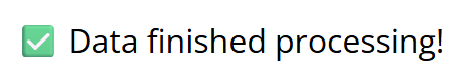 ✅ Data finished processing!